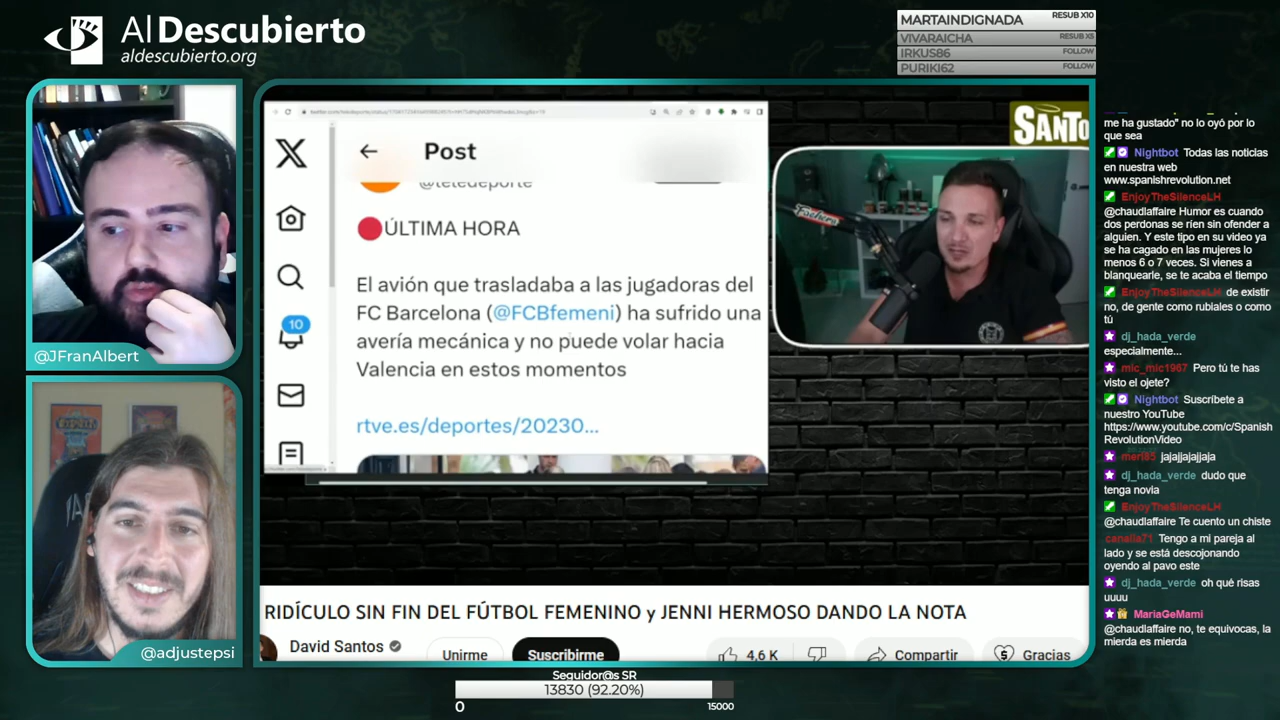 Al Descubierto
aldescubierto.org
MARTAINDIGNADA RESUB X10
VIVARAICHA RESUB X5
IRKUS86 FOLLOW
PURIKI62 FOLLOW
@JFranAlbert
@adjustepsi
Post
@teledeporte
10
🔴ÚLTIMA HORA
El avión que trasladaba a las jugadoras del
FC Barcelona (@FCBfemeni) ha sufrido una
avería mecánica y no puede volar hacia
Valencia en estos momentos
rtve.es/deportes/20230...
SANTO
RIDÍCULO SIN FIN DEL FÚTBOL FEMENINO y JENNI HERMOSO DANDO LA NOTA
David Santos
Unirme
Suscribirme
4,6 K
Compartir
Gracias
Seguidor@s SR
13830 (92.20%)
0
15000
me ha gustado" no lo oyó por lo
que sea
Nightbot Todas las noticias
en nuestra web
www.spanishrevolution.net
EnjoyTheSilenceLH
@chaudlaffaire Humor es cuando
dos perdonas se ríen sin ofender a
alguien. Y este tipo en su video ya
se ha cagado en las mujeres lo
menos 6 o 7 veces. Si vienes a
blanquearle, se te acaba el tiempo
EnjoyTheSilenceLH de existir
no, de gente como rubiales o como
tú
dj_hada_verde
especialmente...
mic_mic1967 Pero tú te has
visto el ojete?
Nightbot Suscríbete a
nuestro YouTube
https://www.youtube.com/c/Spanish
RevolutionVideo
meri85 jajajjajajjaja
dj_hada_verde dudo que
tenga novia
EnjoyTheSilenceLH
@chaudlaffaire Te cuento un chiste
canalla71 Tengo a mi pareja al
lado y se está descojonando
oyendo al pavo este
dj_hada_verde oh qué risas
uuuu
MariaGeMami
@chaudlaffaire no, te equivocas, la
mierda es mierda